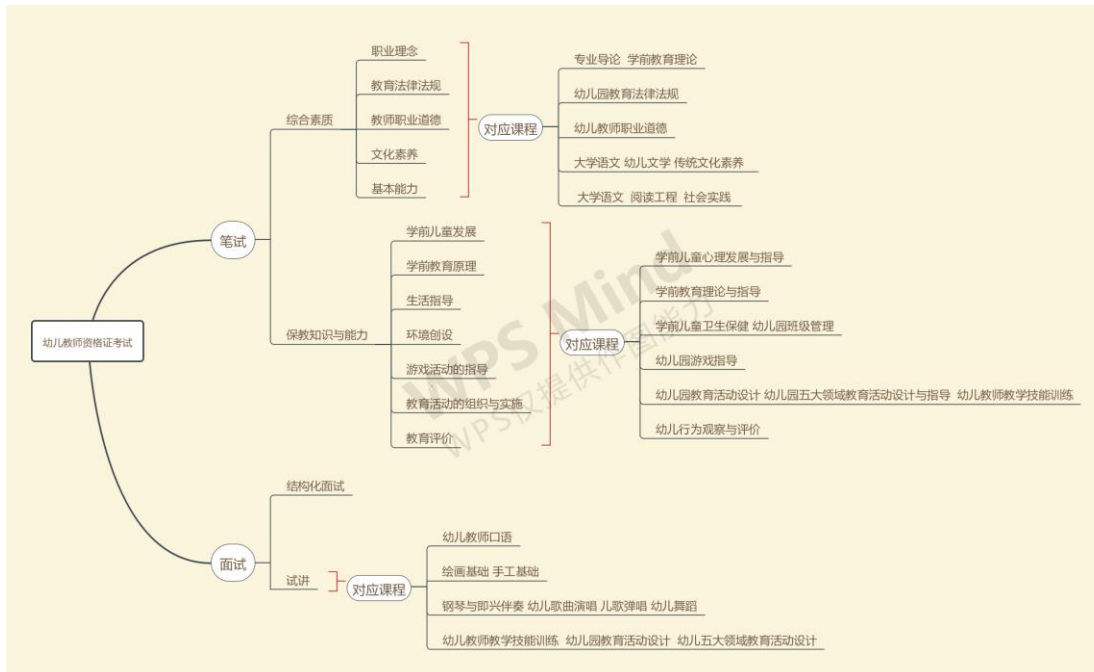 幼儿教师资格证考试
笔试
综合素质
职业理念
教育法律法规
教师职业道德
文化素养
基本能力
对应课程
专业导论 学前教育理论
幼儿园教育法律法规
幼儿教师职业道德
大学语文 幼儿文学 传统文化素养
大学语文 阅读工程 社会实践
保教知识与能力
学前儿童发展
学前教育原理
生活指导
环境创设
游戏活动的指导
教育活动的组织与实施
教育评价
对应课程
学前儿童心理发展与指导
学前教育理论与指导
学前儿童卫生保健 幼儿园班级管理
幼儿园游戏指导
幼儿园教育活动设计 幼儿园五大领域教育活动设计与指导 幼儿教师教学技能训练
幼儿行为观察与评价
面试
结构化面试
试讲
对应课程
幼儿教师口语
绘画基础 手工基础
钢琴与即兴伴奏 幼儿歌曲演唱 儿歌弹唱 幼儿舞蹈
幼儿教师教学技能训练 幼儿园教育活动设计 幼儿五大领域教育活动设计
WPS Mind
WPS仅提供作图能力